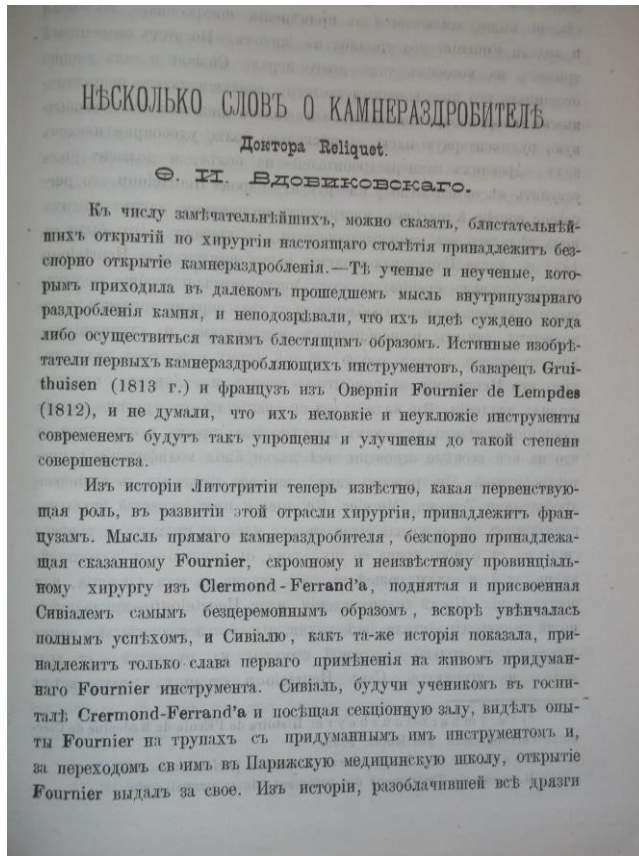 НѢСКОЛЬКО СЛОВЪ О КАМНЕРАЗДРОБИТЕЛѢ
Доктора Reliquet.
Ѳ. И. Вдовиковскаго.
Къ числу замѣчательнѣйшихъ, можно сказать, блистательнѣй-
шихъ открытій по хирургіи настоящаго столѣтія принадлежитъ без-
спорно открытіе камнераздробленія.—Тѣ ученые и неученые, кото-
рымъ приходила въ далекомъ прошедшемъ мысль внутрипузырнаго
раздробленія камня, и неподозрѣвали, что ихъ идеѣ суждено когда
либо осуществиться такимъ блестящимъ образомъ. Истинные изобрѣ-
татели первыхъ камнераздробляющихъ инструментовъ, баварецъ Grui-
thuisen (1813 г.) и французъ изъ Оверніи Fournier de Lempdes
(1812), и не думали, что ихъ неловкіе и неуклюжіе инструменты
современемъ будутъ такъ упрощены и улучшены до такой степени
совершенства.
Изъ исторіи Литотритіи теперь извѣстно, какая первенствую-
щая роль, въ развитіи этой отрасли хирургіи, принадлежитъ фран-
цузамъ. Мысль прямаго камнераздробителя, безспорно принадлежа-
щая сказанному Fournier, скромному и неизвѣстному провинціаль-
ному хирургу изъ Clermond-Ferrand'a, поднятая и присвоенная
Сивіалемъ самымъ безцеремоннымъ образомъ, вскорѣ увѣнчалась
полнымъ успѣхомъ, и Сивіалю, какъ та-же исторія показала, при-
надлежитъ только слава перваго примѣненія на живомъ придуман-
наго Fournier инструмента. Сивіаль, будучи ученикомъ въ госпи-
талѣ Crermond-Ferrand'a и посѣщая секціонную залу, видѣлъ опы-
ты Fournier на трупахъ съ придуманнымъ имъ инструментомъ и,
за переходомъ своимъ въ Парижскую медицинскую школу, открытіе
Fournier выдалъ за свое. Изъ исторіи, разоблачившей всѣ дрязги